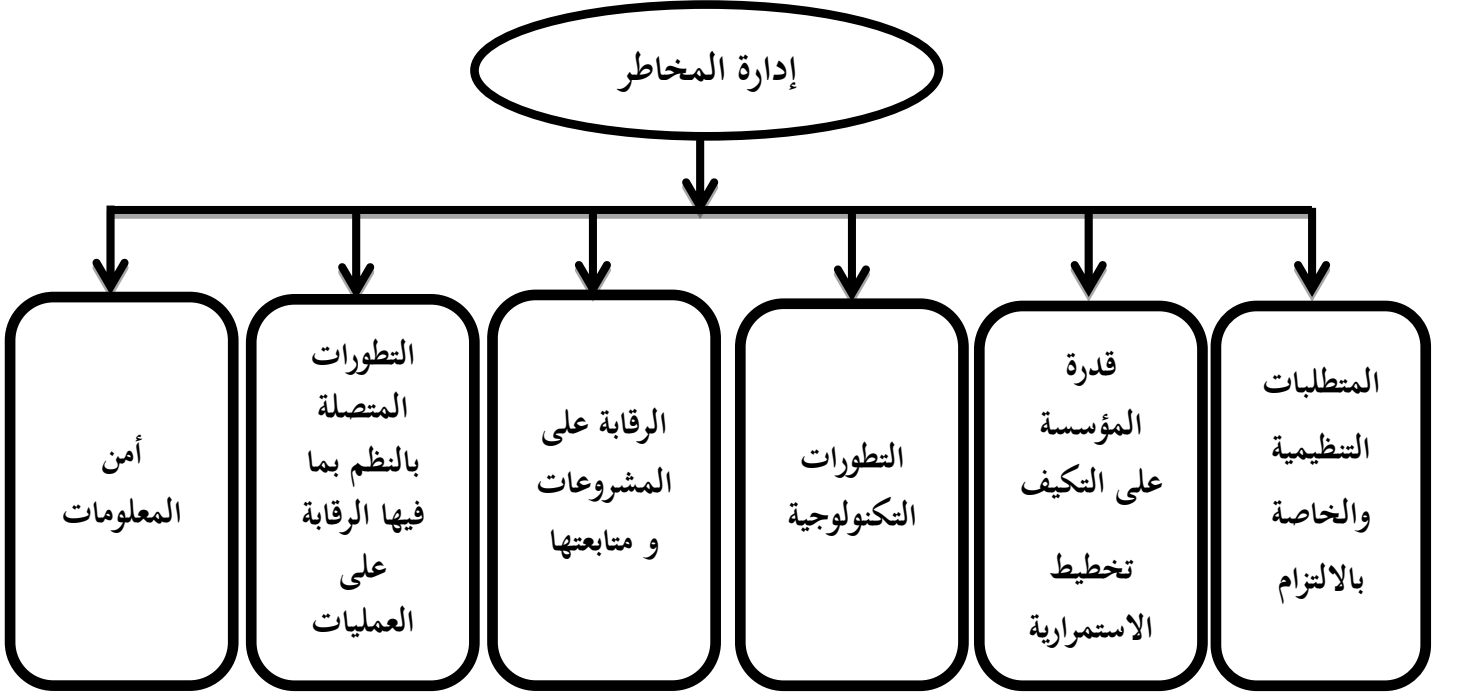 إدارة المخاطر
المتطلبات
التنظيمية
والخاصة
بالالتزام
قدرة
المؤسسة
على التكيف
تخطيط
الاستمرارية
التطورات
التكنولوجية
الرقابة على
المشروعات
و متابعتها
التطورات
المتصلة
بالنظم بما
فيها الرقابة
على
العمليات
أمن
المعلومات